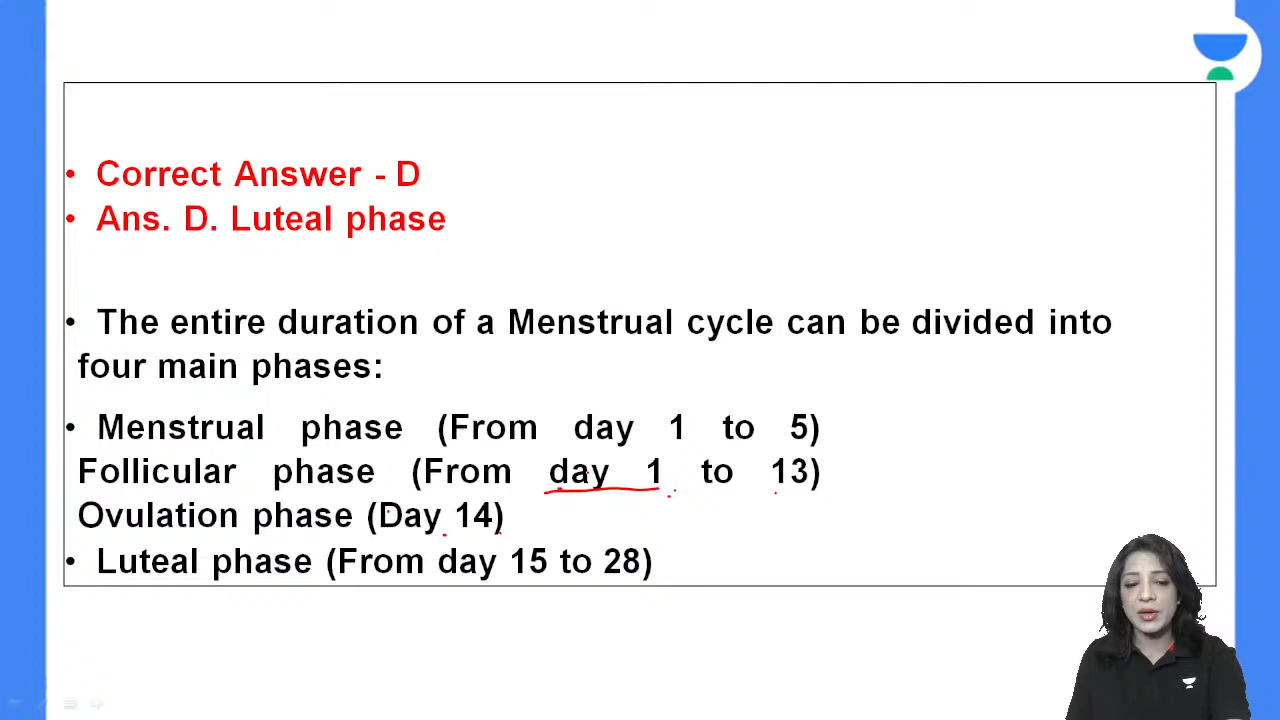 • Correct Answer - D
• Ans. D. Luteal phase
• The entire duration of a Menstrual cycle can be divided into
four main phases:
• Menstrual phase (From day 1 to 5)
Follicular phase (From day 1 to 13)
Ovulation phase (Day 14)
• Luteal phase (From day 15 to 28)